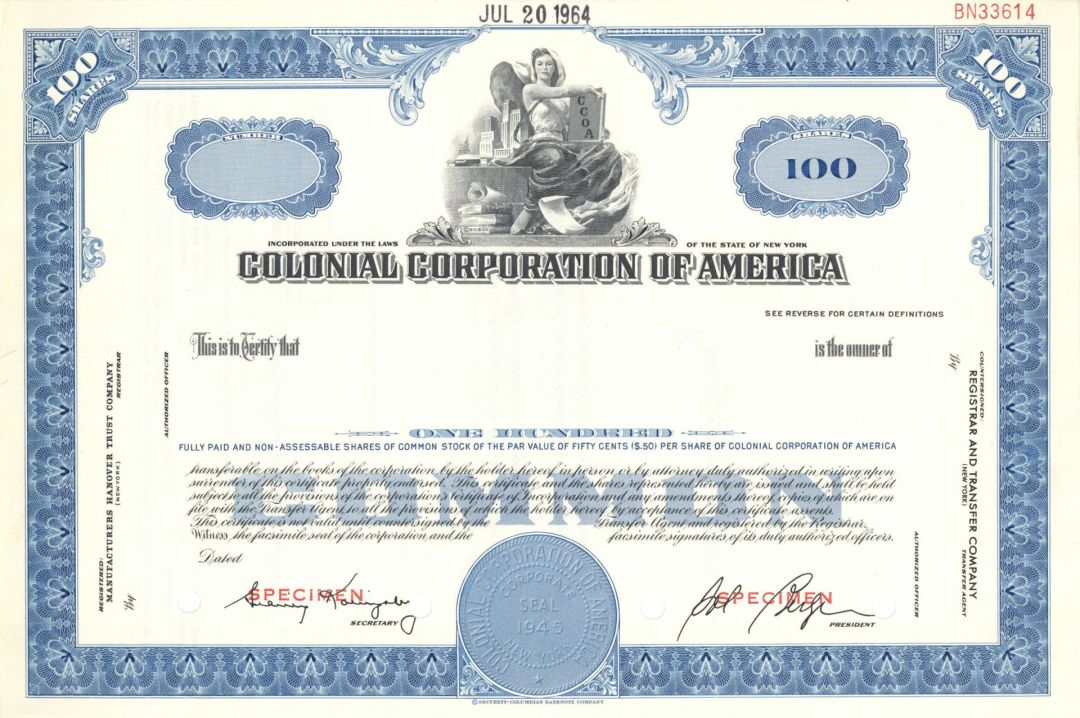 JUL 20 1964
BN33614
100 SHARES
100 SHARES
NUMBER
SHARES
100
CCOA
INCORPORATED UNDER THE LAWS OF THE STATE OF NEW YORK
COLONIAL CORPORATION OF AMERICA
SEE REVERSE FOR CERTAIN DEFINITIONS
This is to Certify that
is the owner of
ONE HUNDRED
FULLY PAID AND NON-ASSESSABLE SHARES OF COMMON STOCK OF THE PAR VALUE OF FIFTY CENTS ($.50) PER SHARE OF COLONIAL CORPORATION OF AMERICA
COMMON
transferable on the books of the corporation by the holder hereof in person or by attorney duly authorized in writing upon
surrender of this certificate properly endorsed. This certificate and the shares represented hereby are issued and shall be held
subject to all the provisions of the corporation's certificate of Incorporation and any amendments thereof, copies of which are on
file with the Transfer Agent, to all the provisions of which the holder hereof by acceptance of this certificate assents.
This certificate is not valid until countersigned by the Transfer Agent and registered by the Registrar.
Witness the facsimile seal of the corporation and the facsimile signatures of its duly authorized officers.
Dated
SPECIMEN
SECRETARY
SPECIMEN
PRESIDENT
COLONIAL CORPORATION OF AMERICA
CORPORATE
SEAL
1945
NEW YORK
REGISTERED:
MANUFACTURERS HANOVER TRUST COMPANY
(NEW YORK)
REGISTRAR
By
AUTHORIZED OFFICER
COUNTERSIGNED:
REGISTRAR AND TRANSFER COMPANY
(NEW YORK)
TRANSFER AGENT
By
AUTHORIZED OFFICER
© SECURITY-COLUMBIAN BANKNOTE COMPANY